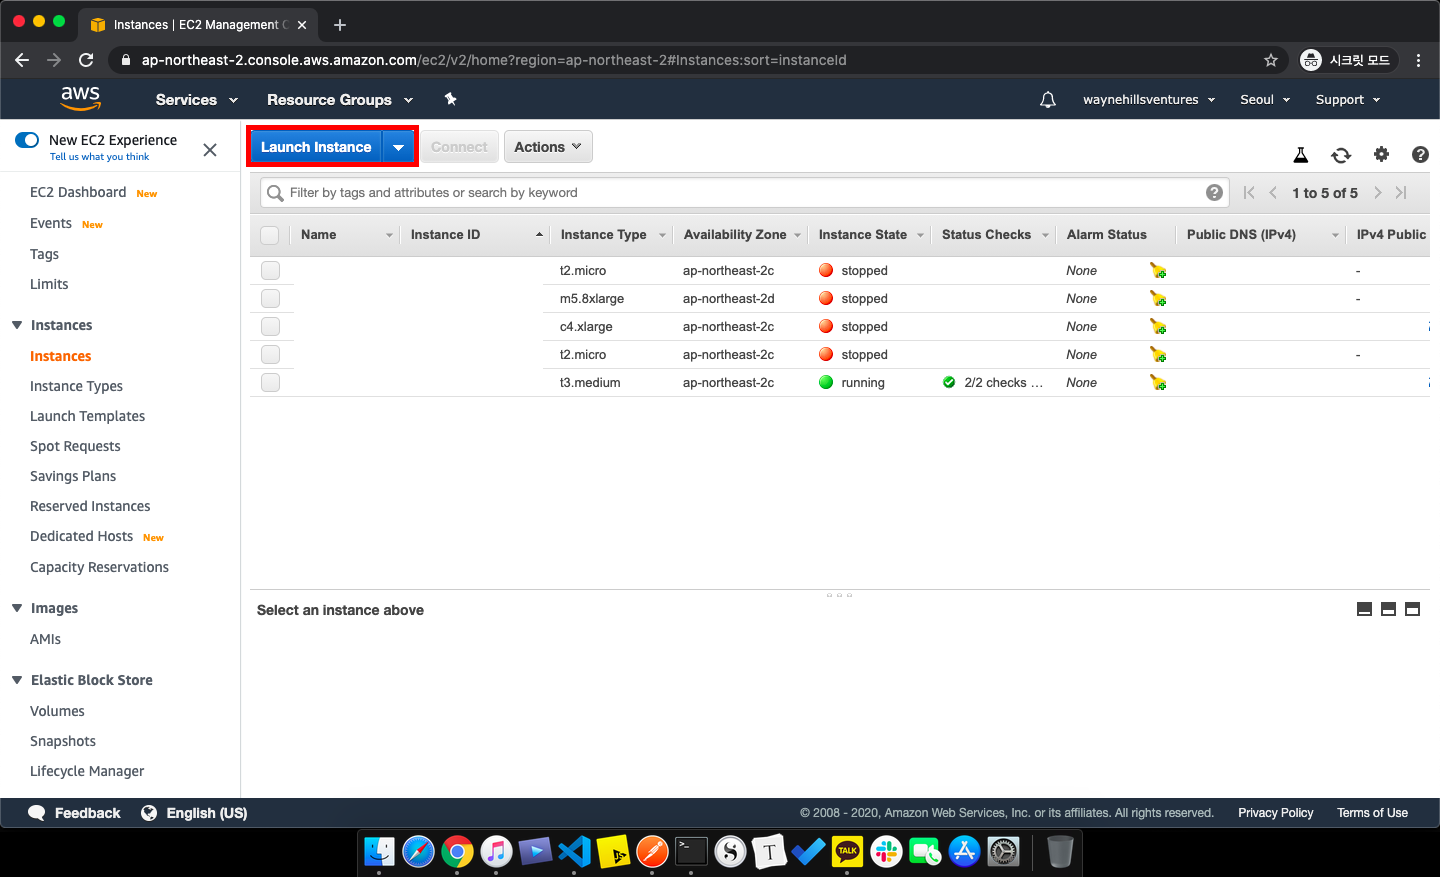 Instances | EC2 Management C
ap-northeast-2.console.aws.amazon.com/ec2/v2/home?region=ap-northeast-2#Instances:sort=instanceId
시크릿 모드
aws
Services
Resource Groups
waynehillsventures
Seoul
Support
New EC2 Experience
Tell us what you think
EC2 Dashboard New
Events New
Tags
Limits
Instances
Instances
Instance Types
Launch Templates
Spot Requests
Savings Plans
Reserved Instances
Dedicated Hosts New
Capacity Reservations
Images
AMIs
Elastic Block Store
Volumes
Snapshots
Lifecycle Manager
Launch Instance
Connect
Actions
Filter by tags and attributes or search by keyword
1 to 5 of 5
Name Instance ID Instance Type Availability Zone Instance State Status Checks Alarm Status Public DNS (IPv4) IPv4 Public
t2.micro ap-northeast-2c stopped None -
m5.8xlarge ap-northeast-2d stopped None -
c4.xlarge ap-northeast-2c stopped None
t2.micro ap-northeast-2c stopped None -
t3.medium ap-northeast-2c running 2/2 checks ... None
Select an instance above
Feedback
English (US)
© 2008 - 2020, Amazon Web Services, Inc. or its affiliates. All rights reserved.
Privacy Policy
Terms of Use
JS
S
T
TALK